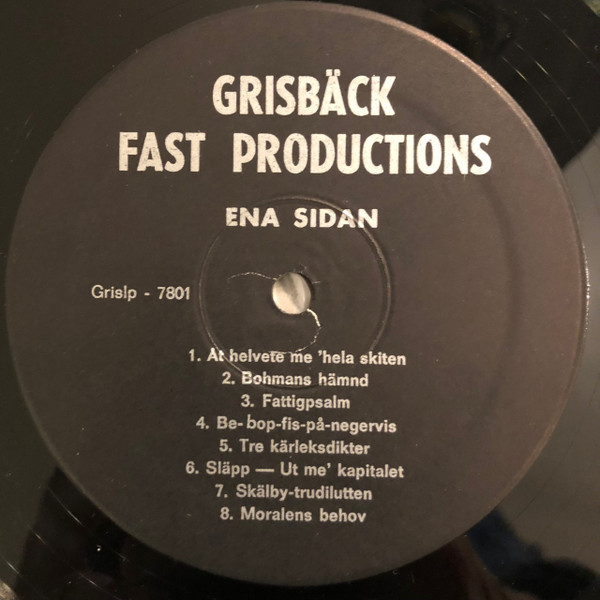 GRISBÄCK
FAST PRODUCTIONS
ENA SIDAN
Grislp - 7801
1. Åt helvete me 'hela skiten
2. Bohmans hämnd
3. Fattigpsalm
4. Be-bop-fis-på-negervis
5. Tre kärleksdikter
6. Släpp — Ut me' kapitalet
7. Skälby-trudilutten
8. Moralens behov